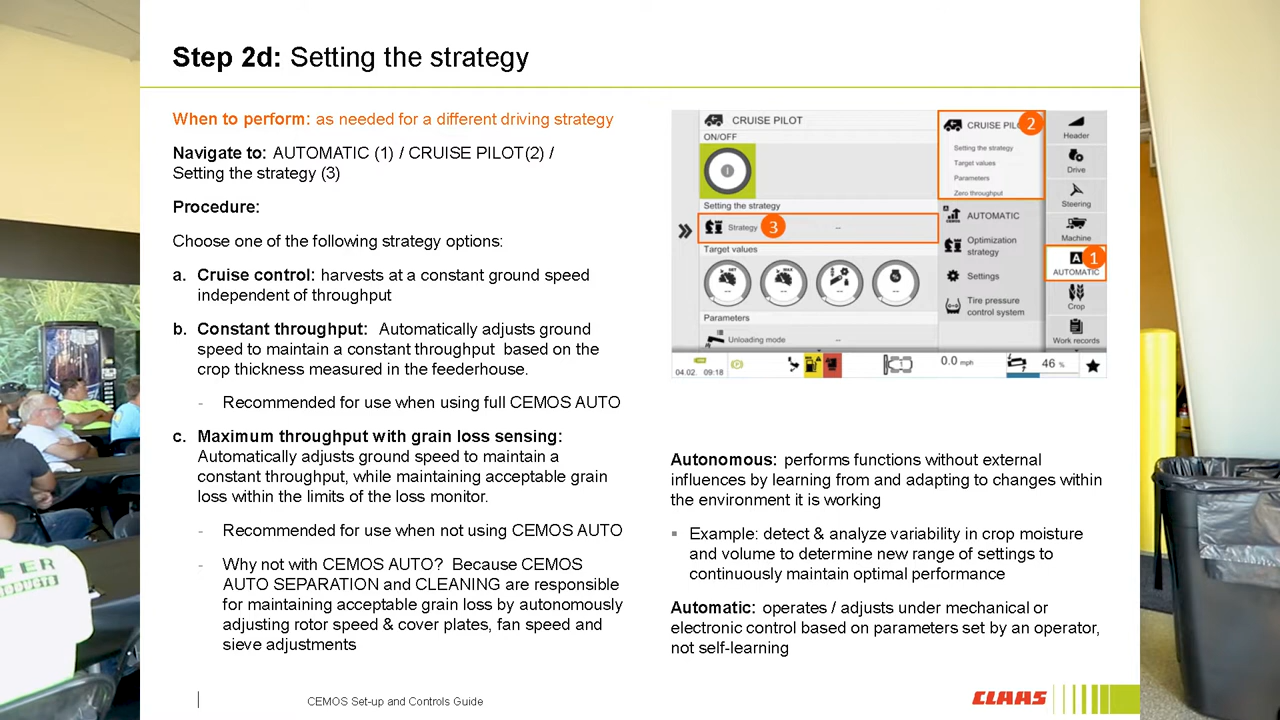 Step 2d: Setting the strategy
When to perform: as needed for a different driving strategy
Navigate to: AUTOMATIC (1) / CRUISE PILOT(2) /
Setting the strategy (3)
Procedure:
Choose one of the following strategy options:
a. Cruise control: harvests at a constant ground speed
independent of throughput
b. Constant throughput: Automatically adjusts ground
speed to maintain a constant throughput based on the
crop thickness measured in the feederhouse.
- Recommended for use when using full CEMOS AUTO
c. Maximum throughput with grain loss sensing:
Automatically adjusts ground speed to maintain a
constant throughput, while maintaining acceptable grain
loss within the limits of the loss monitor.
- Recommended for use when not using CEMOS AUTO
- Why not with CEMOS AUTO? Because CEMOS
AUTO SEPARATION and CLEANING are responsible
for maintaining acceptable grain loss by autonomously
adjusting rotor speed & cover plates, fan speed and
sieve adjustments
CRUISE PILOT
ON/OFF
Setting the strategy
Strategy 3 --
Target values
Parameters
Unloading mode --
CRUISE PIL 2
Setting the strategy
Target values
Parameters
Zero throughput
AUTOMATIC
Optimization
strategy
Settings
Tire pressure
control system
Header
Drive
Steering
Machine
A 1
AUTOMATIC
Crop
Work records
04.02. 09:18
0.0 mph
46 %
Autonomous: performs functions without external
influences by learning from and adapting to changes within
the environment it is working
▪ Example: detect & analyze variability in crop moisture
and volume to determine new range of settings to
continuously maintain optimal performance
Automatic: operates / adjusts under mechanical or
electronic control based on parameters set by an operator,
not self-learning
CEMOS Set-up and Controls Guide
CLAAS
FER
PRODUCTS